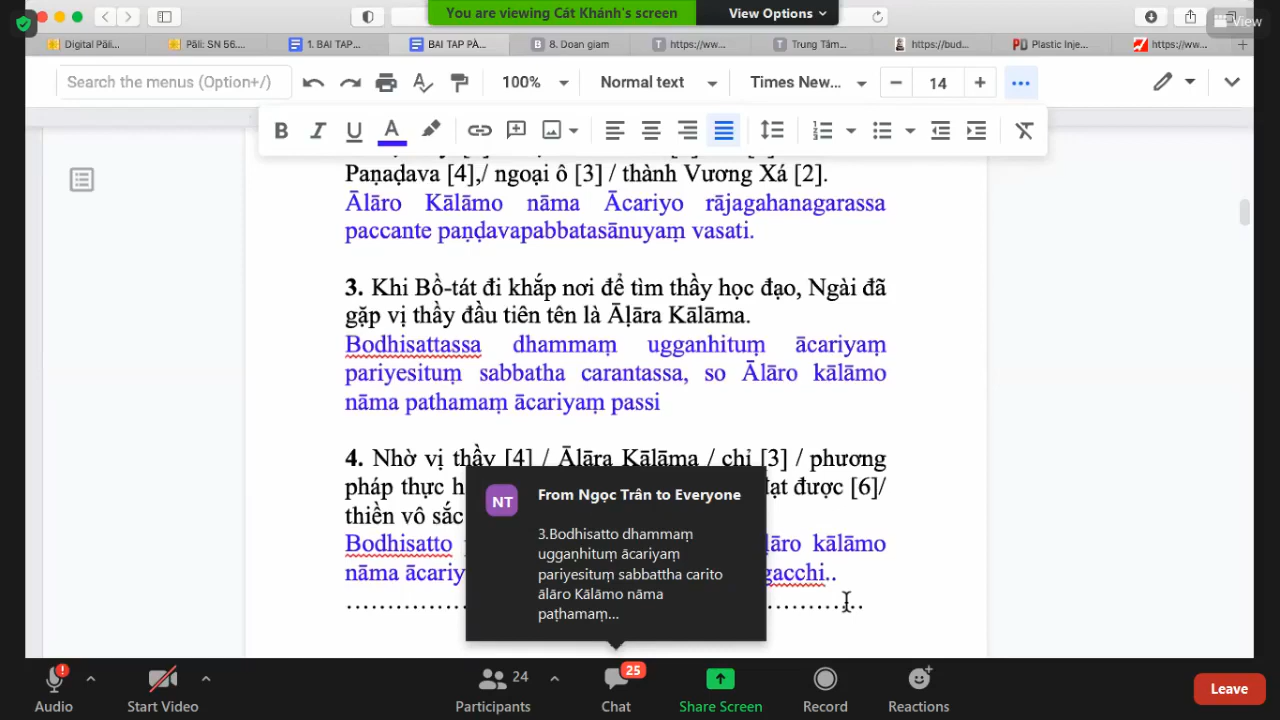 You are viewing Cát Khánh's screen
View Options
View
Digital Pāli...
Pāli: SN 56....
1. BAI TAP...
BAI TAP PÀ...
8. Doan giam
https://ww...
Trung Tâm...
https://bud...
Plastic Inje...
https://ww...
Search the menus (Option+/)
100%
Normal text
Times New...
14
Paṇaḍava [4],/ ngoại ô [3] / thành Vương Xá [2].
Ālāro Kālāmo nāma Ācariyo rājagahanagarassa
paccante paṇḍavapabbatasānuyaṃ vasati.
3. Khi Bồ-tát đi khắp nơi để tìm thầy học đạo, Ngài đã
gặp vị thầy đầu tiên tên là Āḷāra Kālāma.
Bodhisattassa dhammaṃ ugganhituṃ ācariyaṃ
pariyesituṃ sabbatha carantassa, so Ālāro kālāmo
nāma pathamaṃ ācariyaṃ passi
4. Nhờ vị thầy [4] / Āḷāra Kālāma / chỉ [3] / phương
pháp thực
đạt được [6]/
thiền vô sắc
Bodhisatto
kālāmo
nāma
gacchi..
From Ngọc Trân to Everyone
NT
3.Bodhisatto dhammaṃ
uggaṇhituṃ ācariyaṃ
pariyesituṃ sabbattha carito
ālāro Kālāmo nāma
paṭhamaṃ...
Audio
Start Video
24
Participants
25
Chat
Share Screen
Record
Reactions
Leave